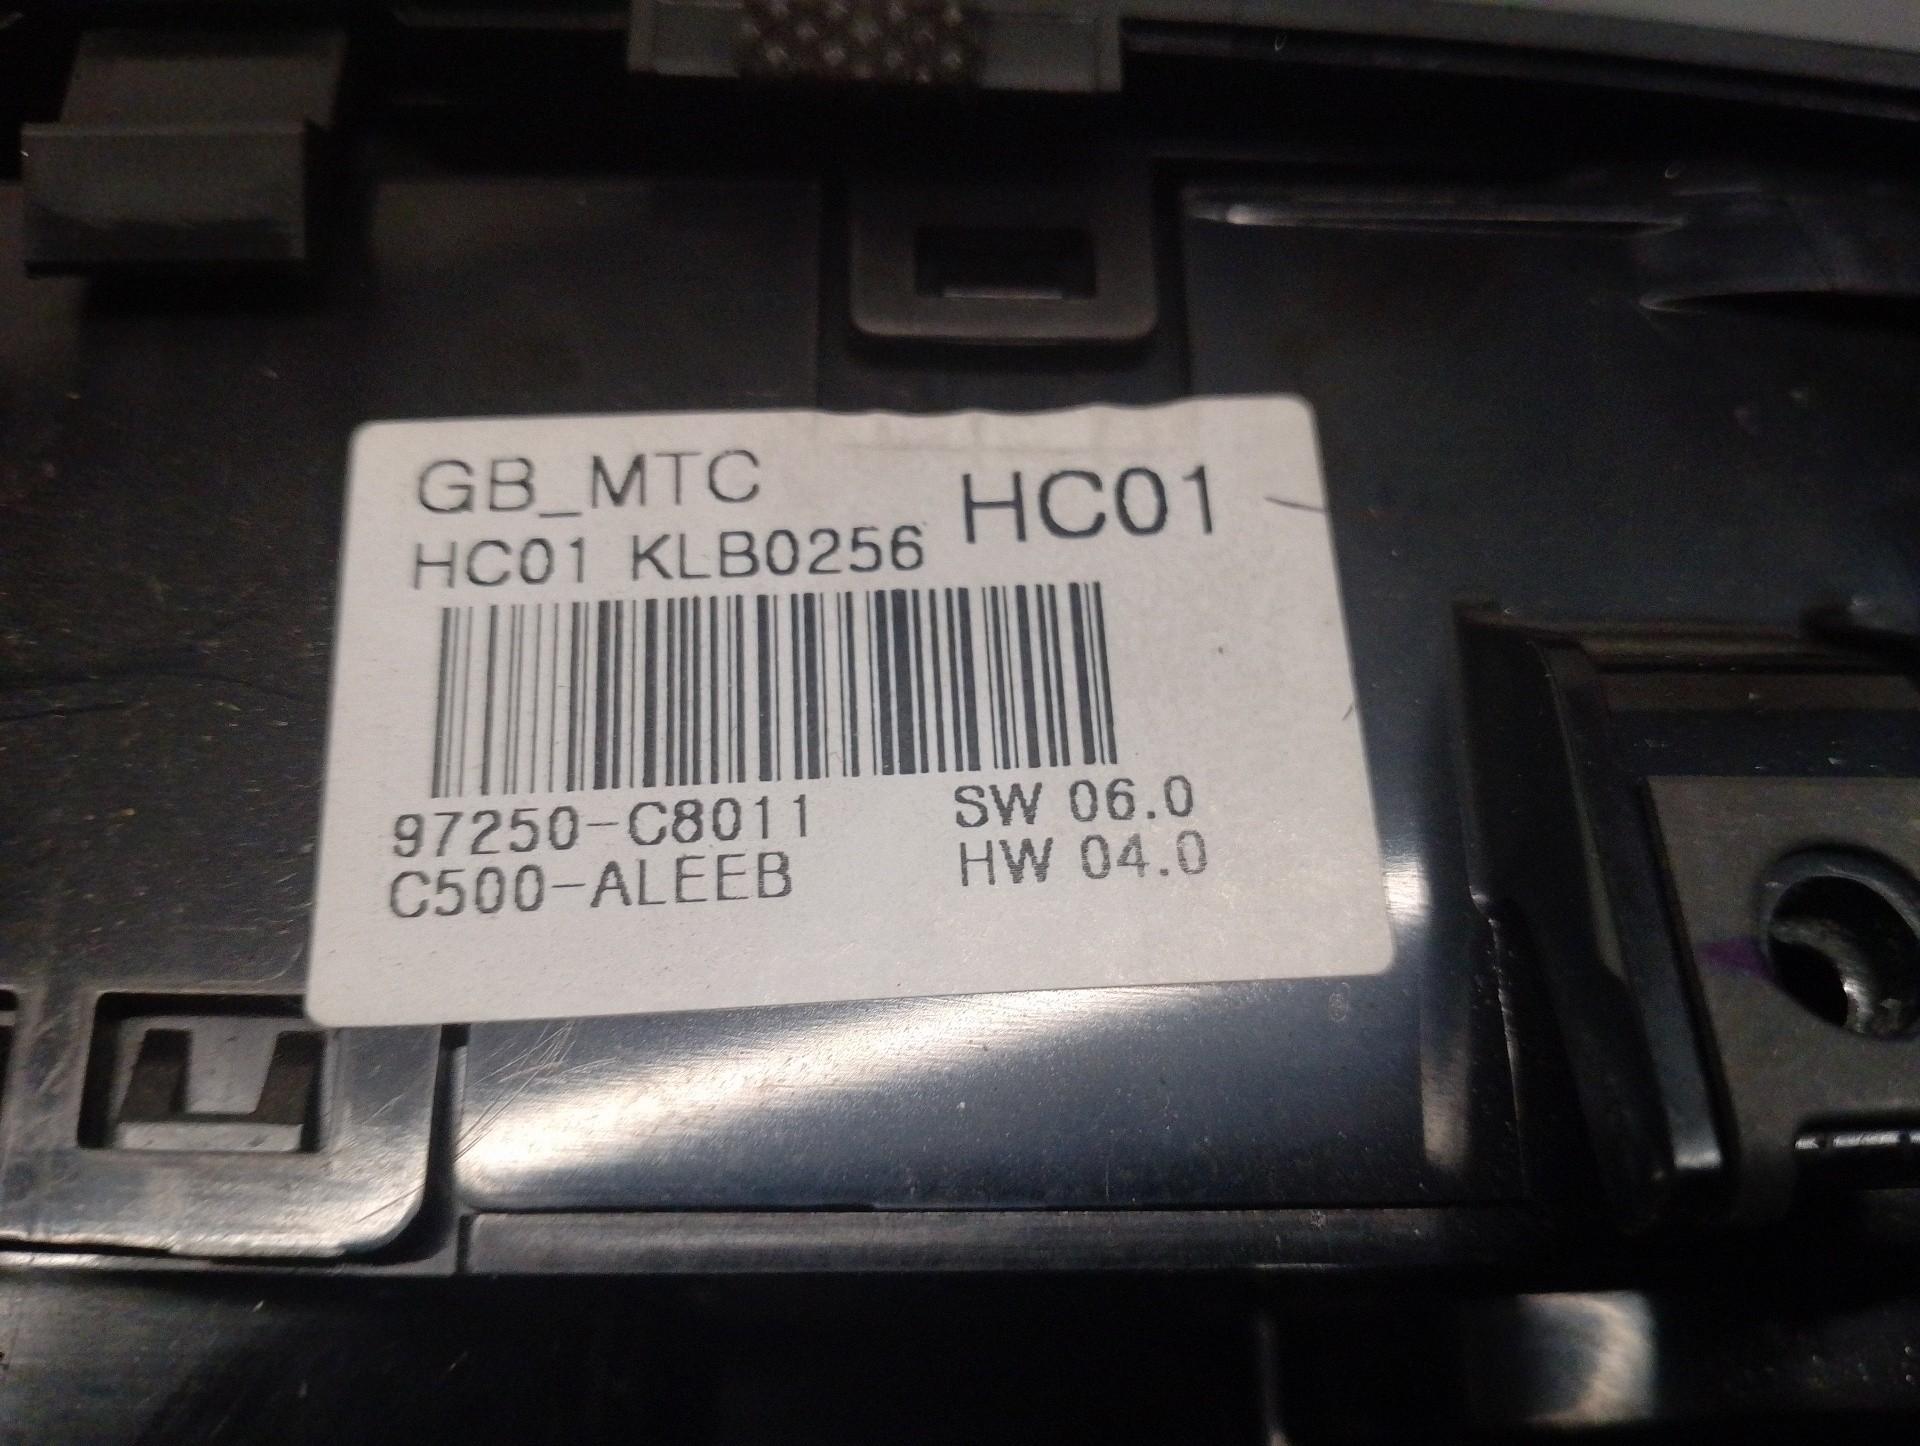 GB_MTC
HC01
HC01 KLB0256
97250-C8011
SW 06.0
C500-ALEEB
HW 04.0